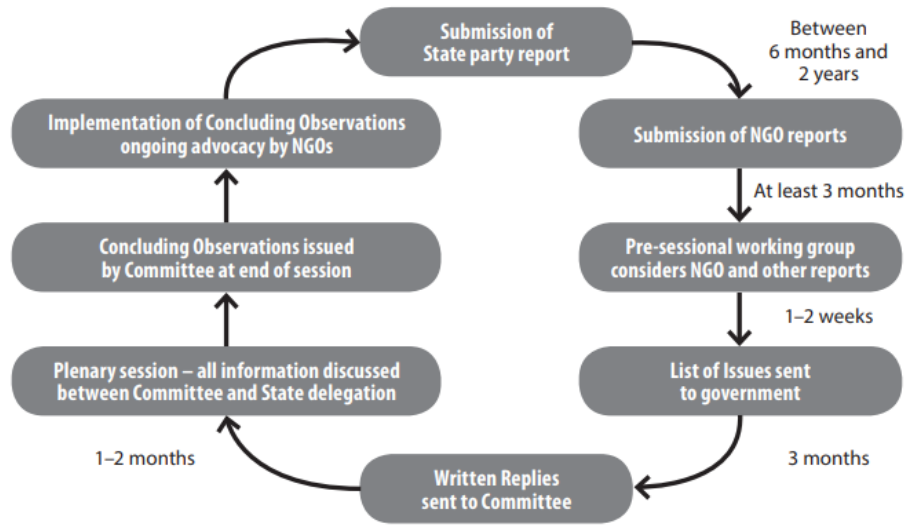 Submission of
State party report
Between
6 months and
2 years
Submission of NGO reports
At least 3 months
Pre-sessional working group
considers NGO and other reports
1–2 weeks
List of Issues sent
to government
3 months
Written Replies
sent to Committee
1–2 months
Plenary session – all information discussed
between Committee and State delegation
Concluding Observations issued
by Committee at end of session
Implementation of Concluding Observations
ongoing advocacy by NGOs